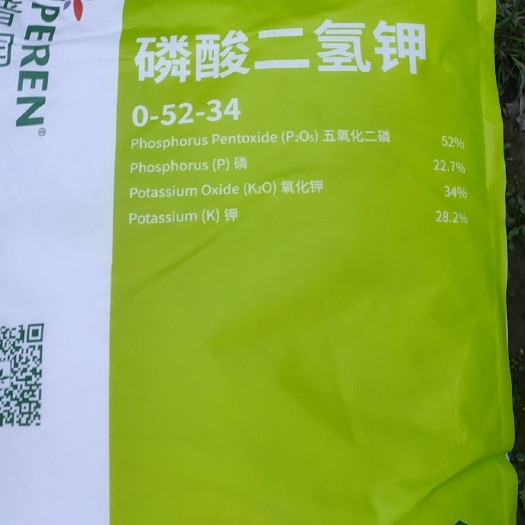 PEREN®
磷酸二氢钾
0-52-34
Phosphorus Pentoxide (P₂O₅) 五氧化二磷 52%
Phosphorus (P) 磷 22.7%
Potassium Oxide (K₂O) 氧化钾 34%
Potassium (K) 钾 28.2%